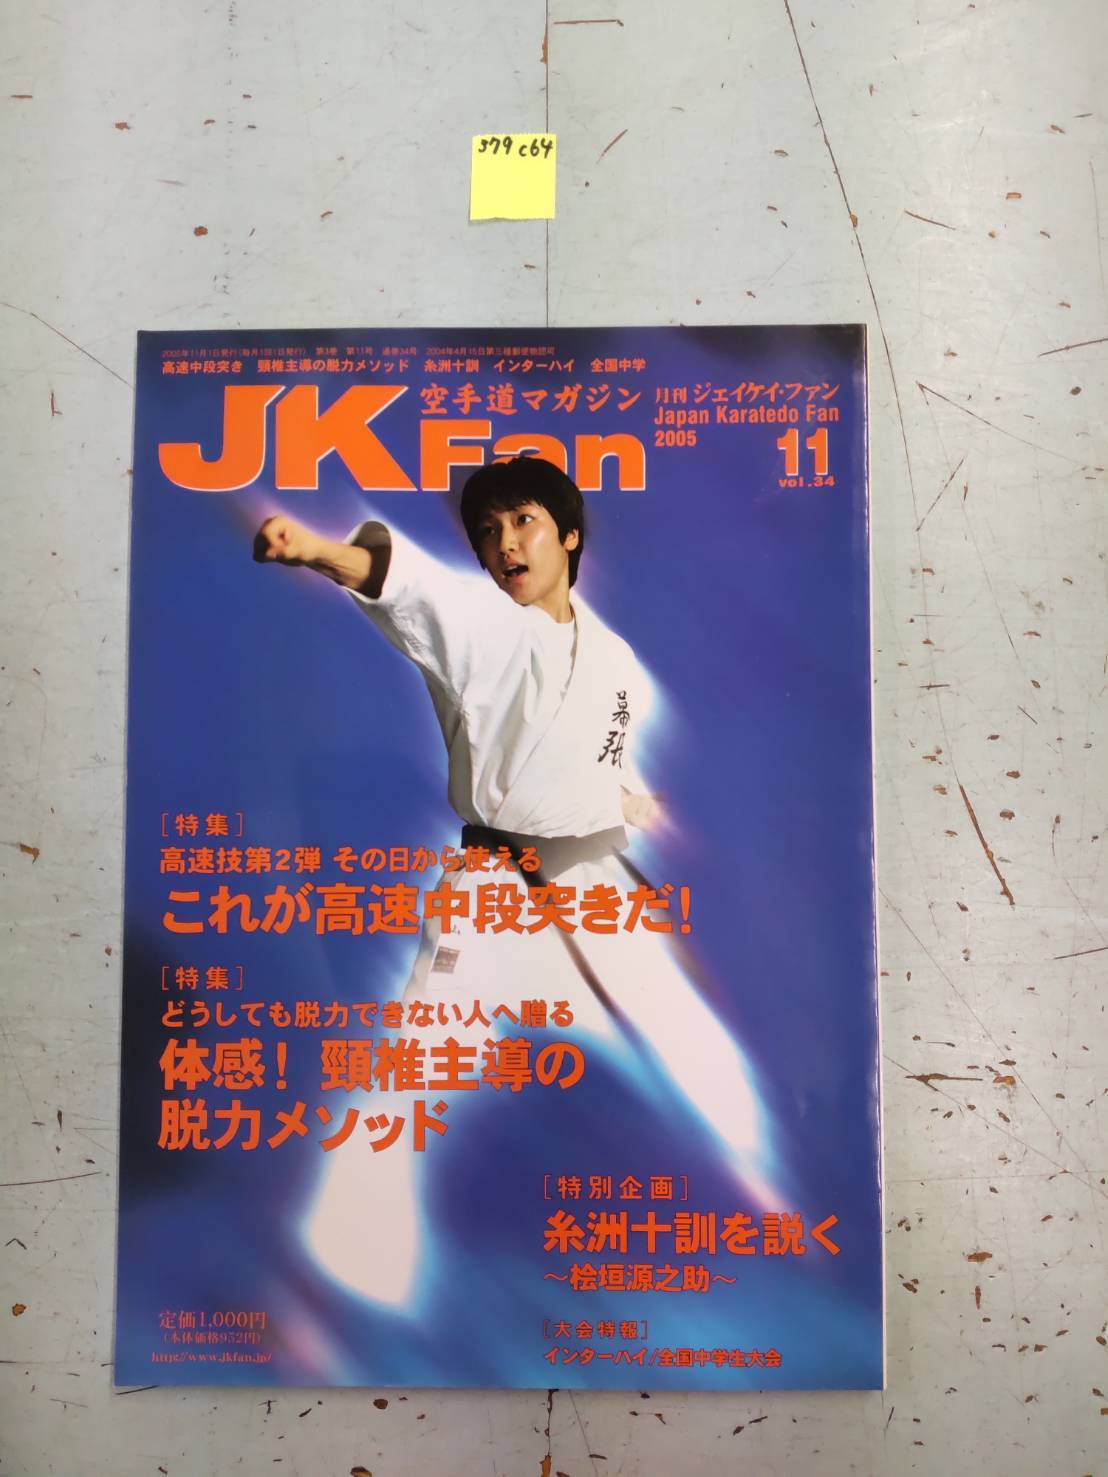 379 c64
2005年11月1日発行(毎月1回1日発行) 第3巻 第11号 通巻34号 2004年4月15日第三種郵便物認可
高速中段突き 頸椎主導の脱力メソッド 糸洲十訓 インターハイ 全国中学
JK Fan
空手道マガジン
月刊 ジェイケイ・ファン
Japan Karatedo Fan
2005 11
vol.34
幕張
[特集]
高速技第2弾 その日から使える
これが高速中段突きだ!
[特集]
どうしても脱力できない人へ贈る
体感! 頸椎主導の
脱力メソッド
[特別企画]
糸洲十訓を説く
〜桧垣源之助〜
定価1,000円
(本体価格952円)
http://www.jkfan.jp/
[大会特報]
インターハイ/全国中学生大会